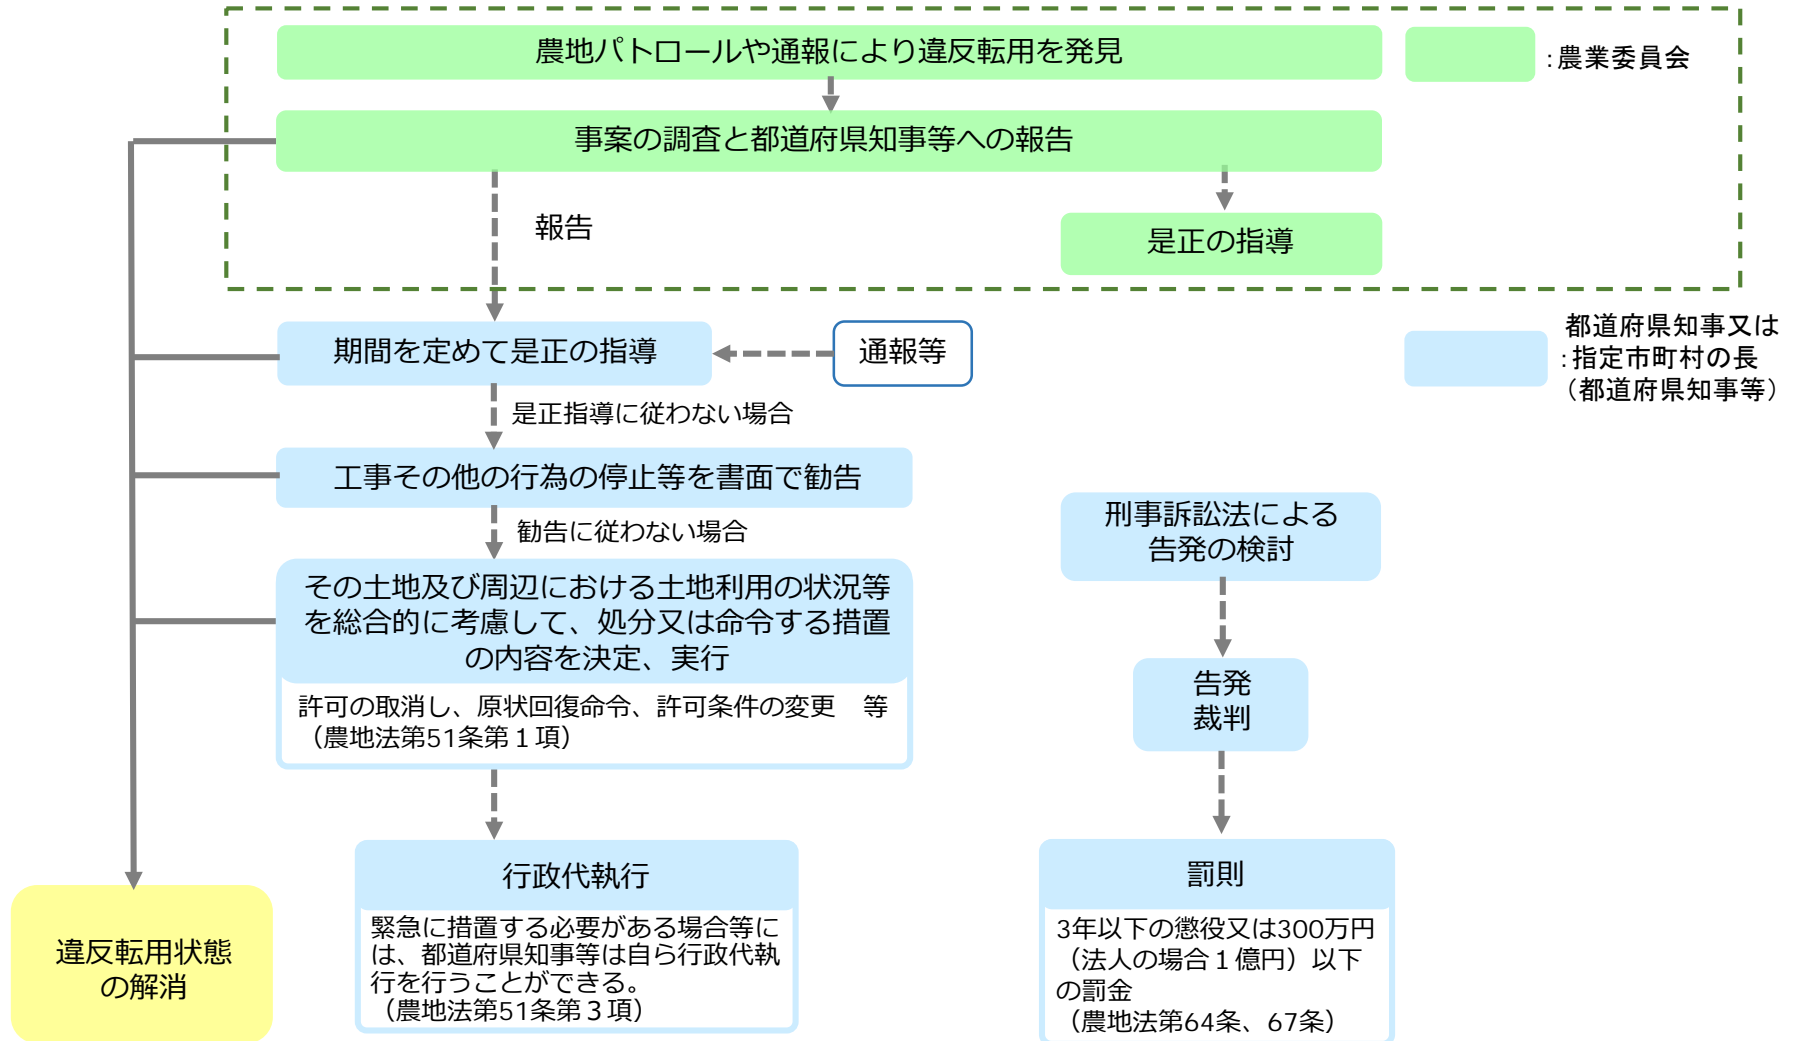 農地パトロールや通報により違反転用を発見
:農業委員会
事案の調査と都道府県知事等への報告
報告
是正の指導
期間を定めて是正の指導
通報等
都道府県知事又は
:指定市町村の長
（都道府県知事等）
是正指導に従わない場合
工事その他の行為の停止等を書面で勧告
勧告に従わない場合
その土地及び周辺における土地利用の状況等
を総合的に考慮して、処分又は命令する措置
の内容を決定、実行
許可の取消し、原状回復命令、許可条件の変更　等
（農地法第51条第１項）
刑事訴訟法による
告発の検討
告発
裁判
行政代執行
緊急に措置する必要がある場合等に
は、都道府県知事等は自ら行政代執
行を行うことができる。
（農地法第51条第３項）
罰則
3年以下の懲役又は300万円
（法人の場合１億円）以下
の罰金
（農地法第64条、67条）
違反転用状態
の解消